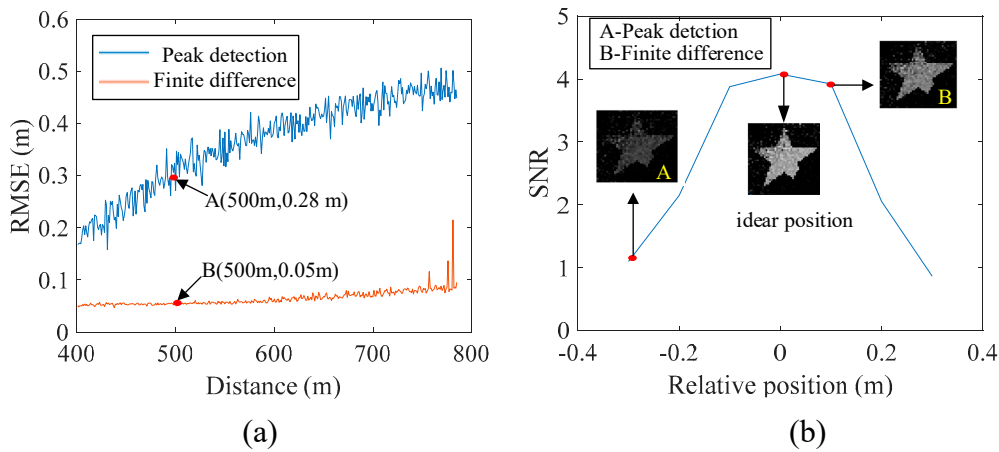 0.6
0.5
0.4
0.3
0.2
0.1
0
RMSE (m)
Peak detection
Finite difference
A(500m,0.28 m)
B(500m,0.05m)
400
500
600
700
800
Distance (m)
(a)
5
4
3
2
1
0
SNR
A-Peak detction
B-Finite difference
A
B
idear position
-0.4
-0.2
0
0.2
0.4
Relative position (m)
(b)